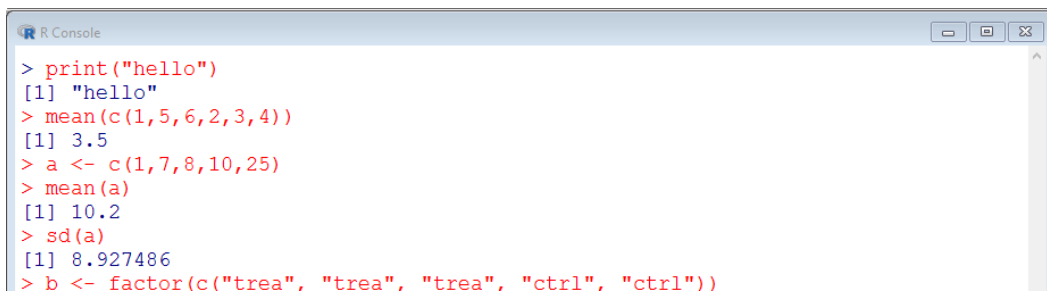 R Console
> print("hello")
[1] "hello"
> mean(c(1,5,6,2,3,4))
[1] 3.5
> a <- c(1,7,8,10,25)
> mean(a)
[1] 10.2
> sd(a)
[1] 8.927486
> b <- factor(c("trea", "trea", "trea", "ctrl", "ctrl"))